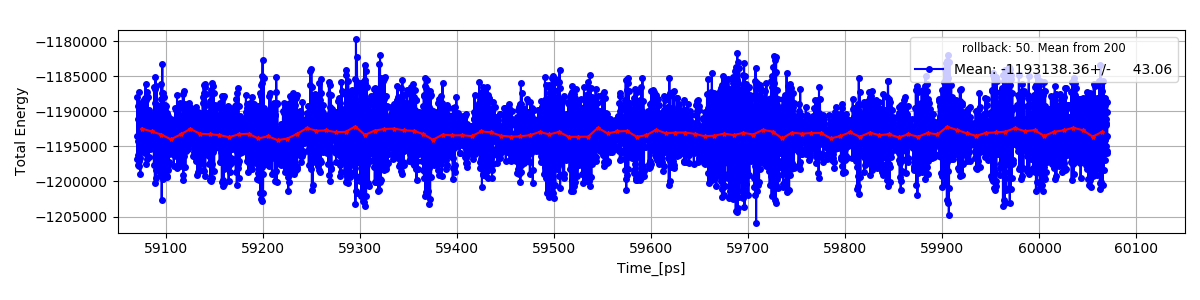 rollback: 50. Mean from 200
Mean: -1193138.36+/-     43.06
Total Energy
−1180000
−1185000
−1190000
−1195000
−1200000
−1205000
59100 59200 59300 59400 59500 59600 59700 59800 59900 60000 60100
Time_[ps]